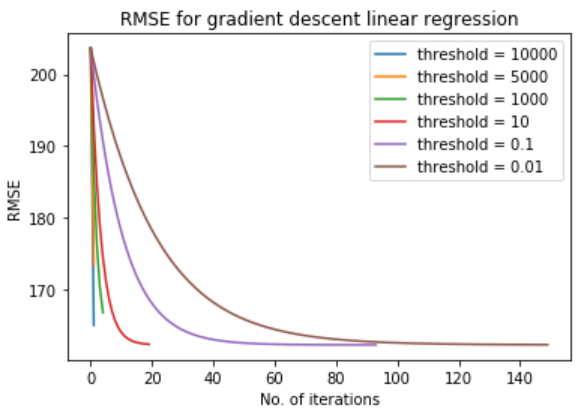 RMSE for gradient descent linear regression
threshold = 10000
threshold = 5000
threshold = 1000
threshold = 10
threshold = 0.1
threshold = 0.01
200
190
180
170
RMSE
0 20 40 60 80 100 120 140
No. of iterations